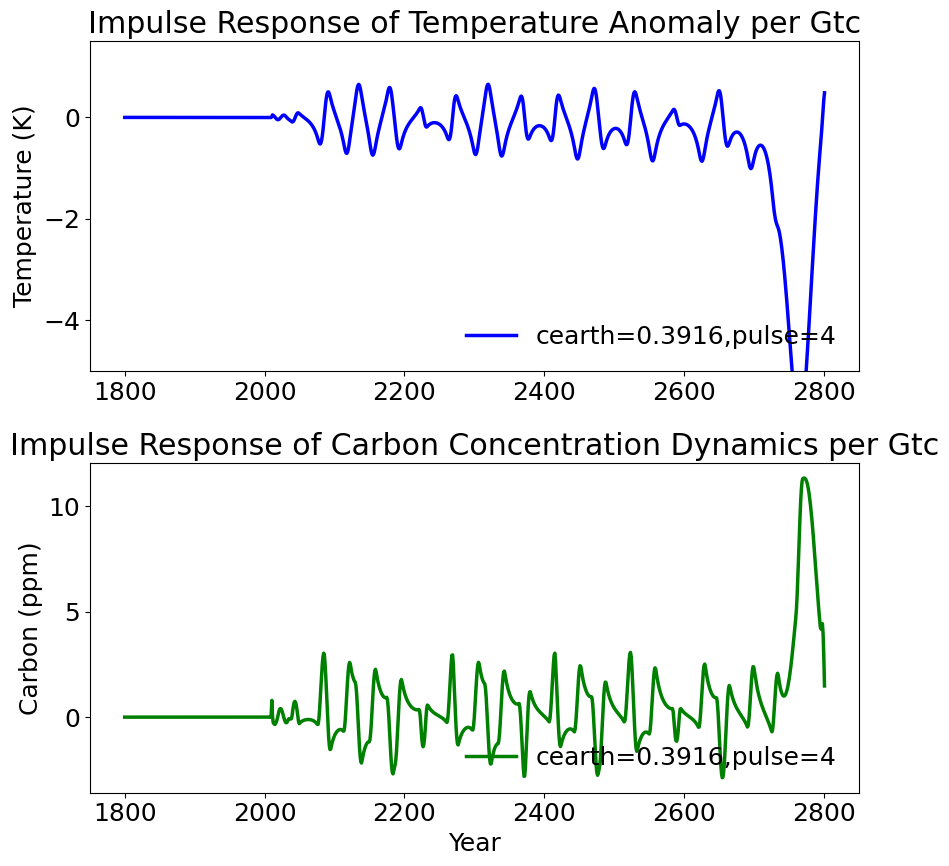 Impulse Response of Temperature Anomaly per Gtc
Temperature (K)
0
−2
−4
cearth=0.3916,pulse=4
1800 2000 2200 2400 2600 2800
Impulse Response of Carbon Concentration Dynamics per Gtc
Carbon (ppm)
10
5
0
cearth=0.3916,pulse=4
1800 2000 2200 2400 2600 2800
Year